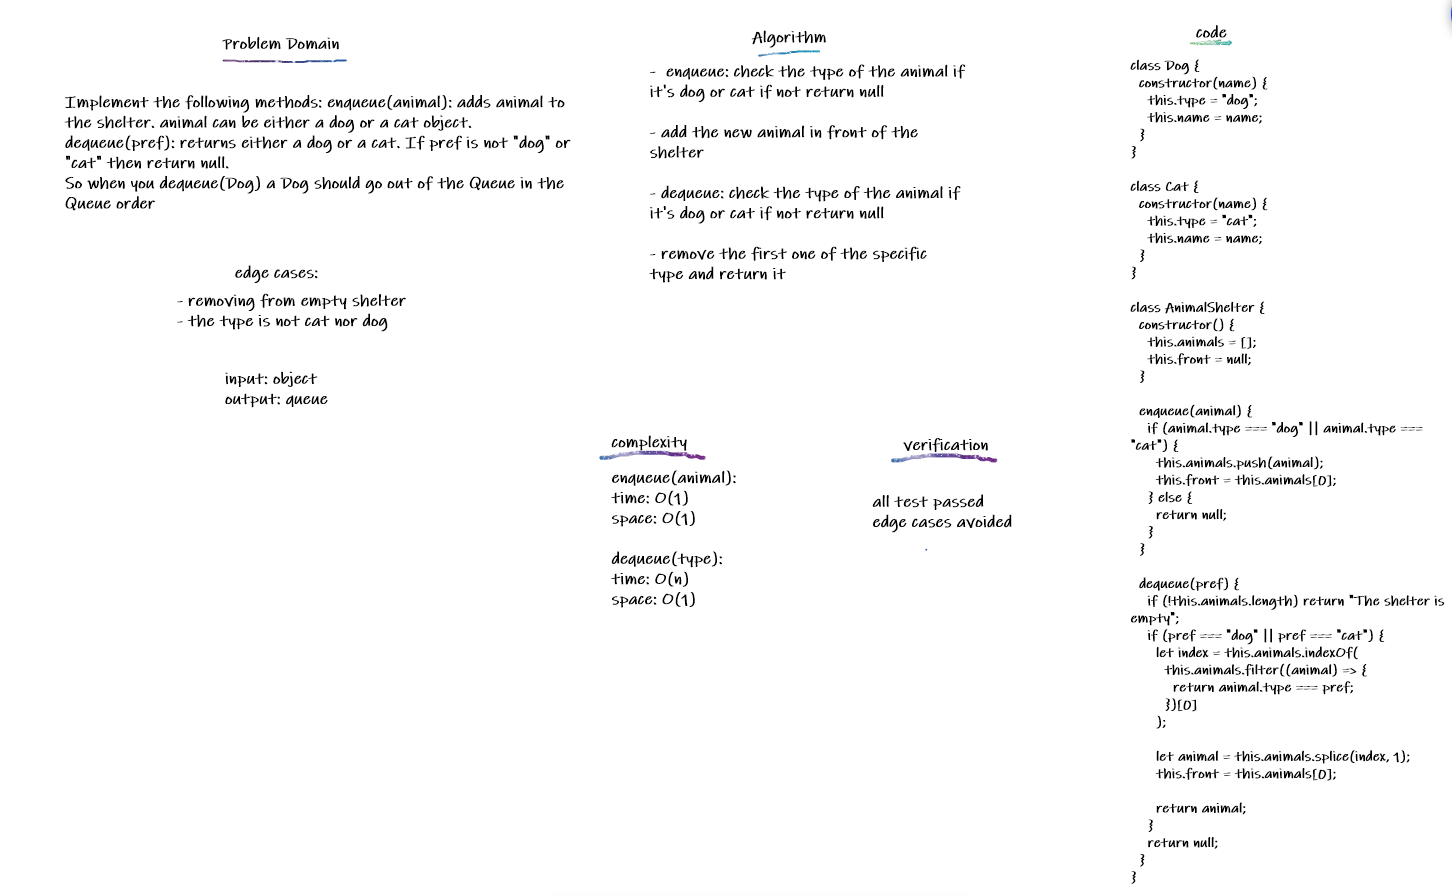 Problem Domain
Implement the following methods: enqueue(animal): adds animal to
the shelter. animal can be either a dog or a cat object.
dequeue(pref): returns either a dog or a cat. If pref is not "dog" or
"cat" then return null.
So when you dequeue(Dog) a Dog should go out of the Queue in the
Queue order
edge cases:
- removing from empty shelter
- the type is not cat nor dog
input: object
output: queue
Algorithm
- enqueue: check the type of the animal if
it's dog or cat if not return null
- add the new animal in front of the
shelter
- dequeue: check the type of the animal if
it's dog or cat if not return null
- remove the first one of the specific
type and return it
complexity
enqueue(animal):
time: O(1)
space: O(1)
dequeue(type):
time: O(n)
space: O(1)
verification
all test passed
edge cases avoided
code
class Dog {
constructor(name) {
this.type = "dog";
this.name = name;
}
}
class Cat {
constructor(name) {
this.type = "cat";
this.name = name;
}
}
class AnimalShelter {
constructor() {
this.animals = [];
this.front = null;
}
enqueue(animal) {
if (animal.type === "dog" || animal.type ===
"cat") {
this.animals.push(animal);
this.front = this.animals[0];
} else {
return null;
}
}
dequeue(pref) {
if (!this.animals.length) return "The shelter is
empty";
if (pref === "dog" || pref === "cat") {
let index = this.animals.indexOf(
this.animals.filter((animal) => {
return animal.type === pref;
})[0]
);
let animal = this.animals.splice(index, 1);
this.front = this.animals[0];
return animal;
}
return null;
}
}